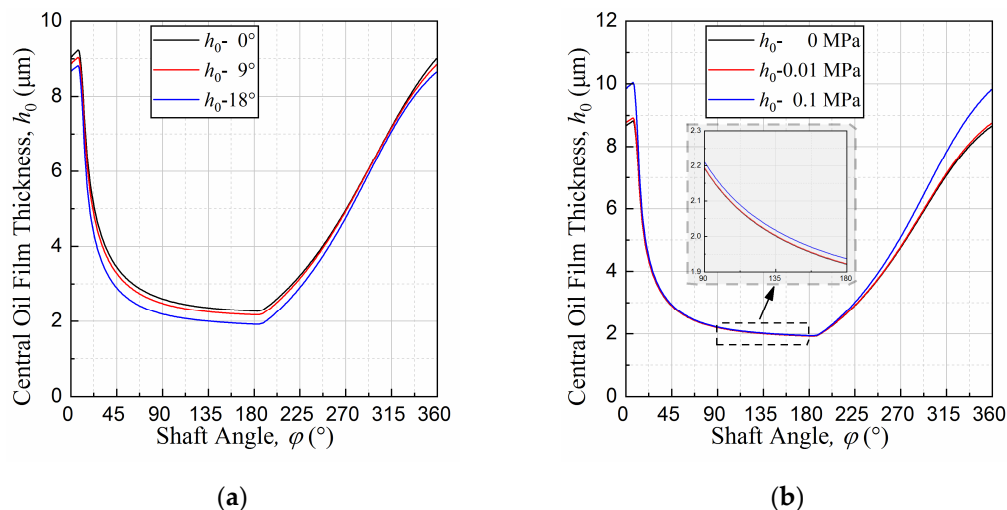 10
8
6
4
2
0
Central Oil Film Thickness, h₀ (μm)
h₀- 0°
h₀- 9°
h₀-18°
0 45 90 135 180 225 270 315 360
Shaft Angle, φ (°)
(a)
12
10
8
6
4
2
0
Central Oil Film Thickness, h₀ (μm)
h₀- 0 MPa
h₀-0.01 MPa
h₀- 0.1 MPa
2.3
2.2
2.1
2.0
1.9
90 135 180
0 45 90 135 180 225 270 315 360
Shaft Angle, φ (°)
(b)